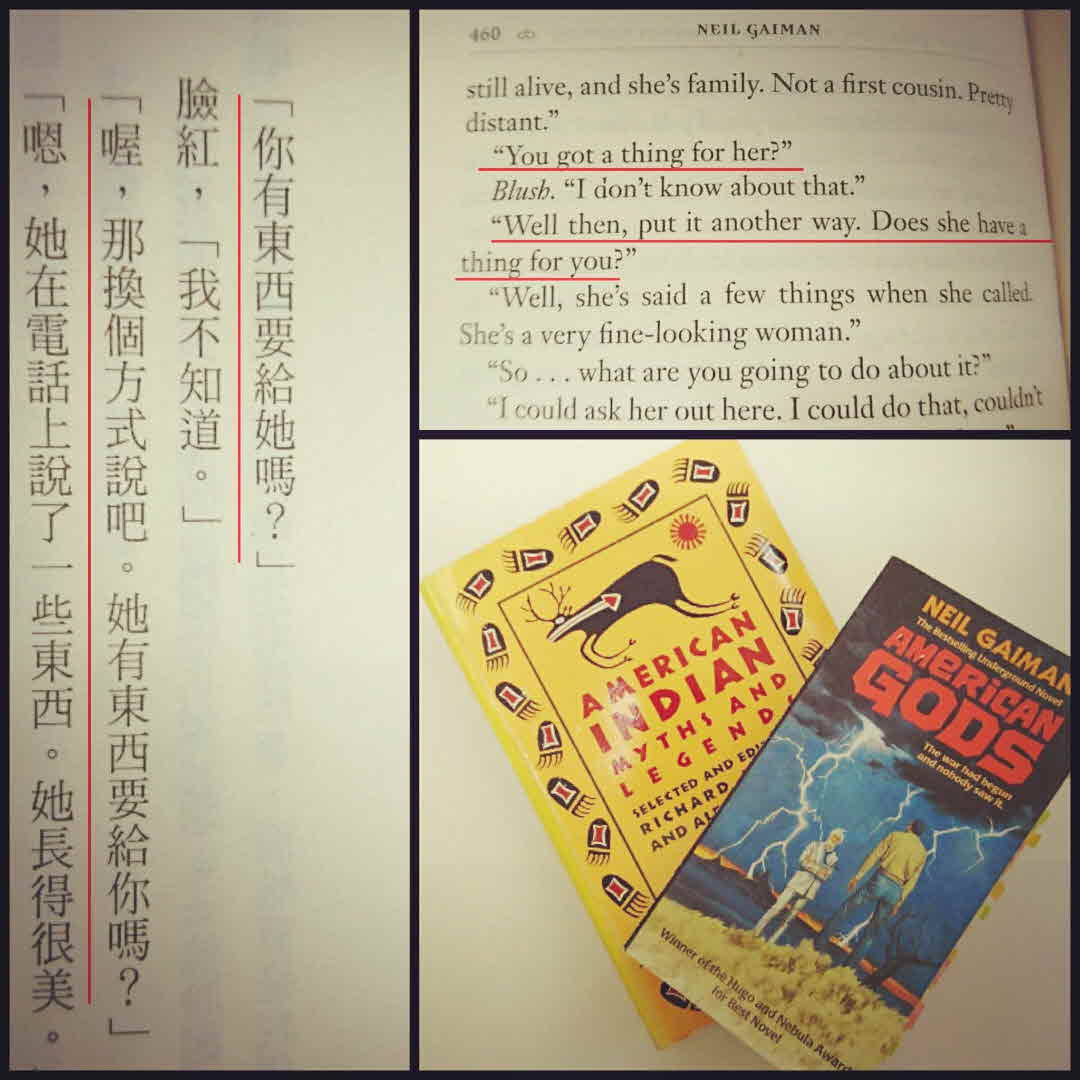 「你有東西要給她嗎?」
臉紅,「我不知道。」
「喔,那換個方式說吧。她有東西要給你嗎?」
「嗯,她在電話上說了一些東西。她長得很美。
460 NEIL GAIMAN
still alive, and she's family. Not a first cousin. Pretty
distant."
"You got a thing for her?"
Blush. "I don't know about that."
"Well then, put it another way. Does she have a
thing for you?"
"Well, she's said a few things when she called.
She's a very fine-looking woman."
"So . . . what are you going to do about it?"
"I could ask her out here. I could do that, couldn't
AMERICAN
INDIAN
MYTHS AND
LEGENDS
SELECTED AND
RICHARD
AND
NEIL GAIMAN
The Bestselling Underground Novel
AMERICAN
GODS
The war had begun
and nobody saw it.
Winner of the Hugo and Nebula Award
for Best Novel